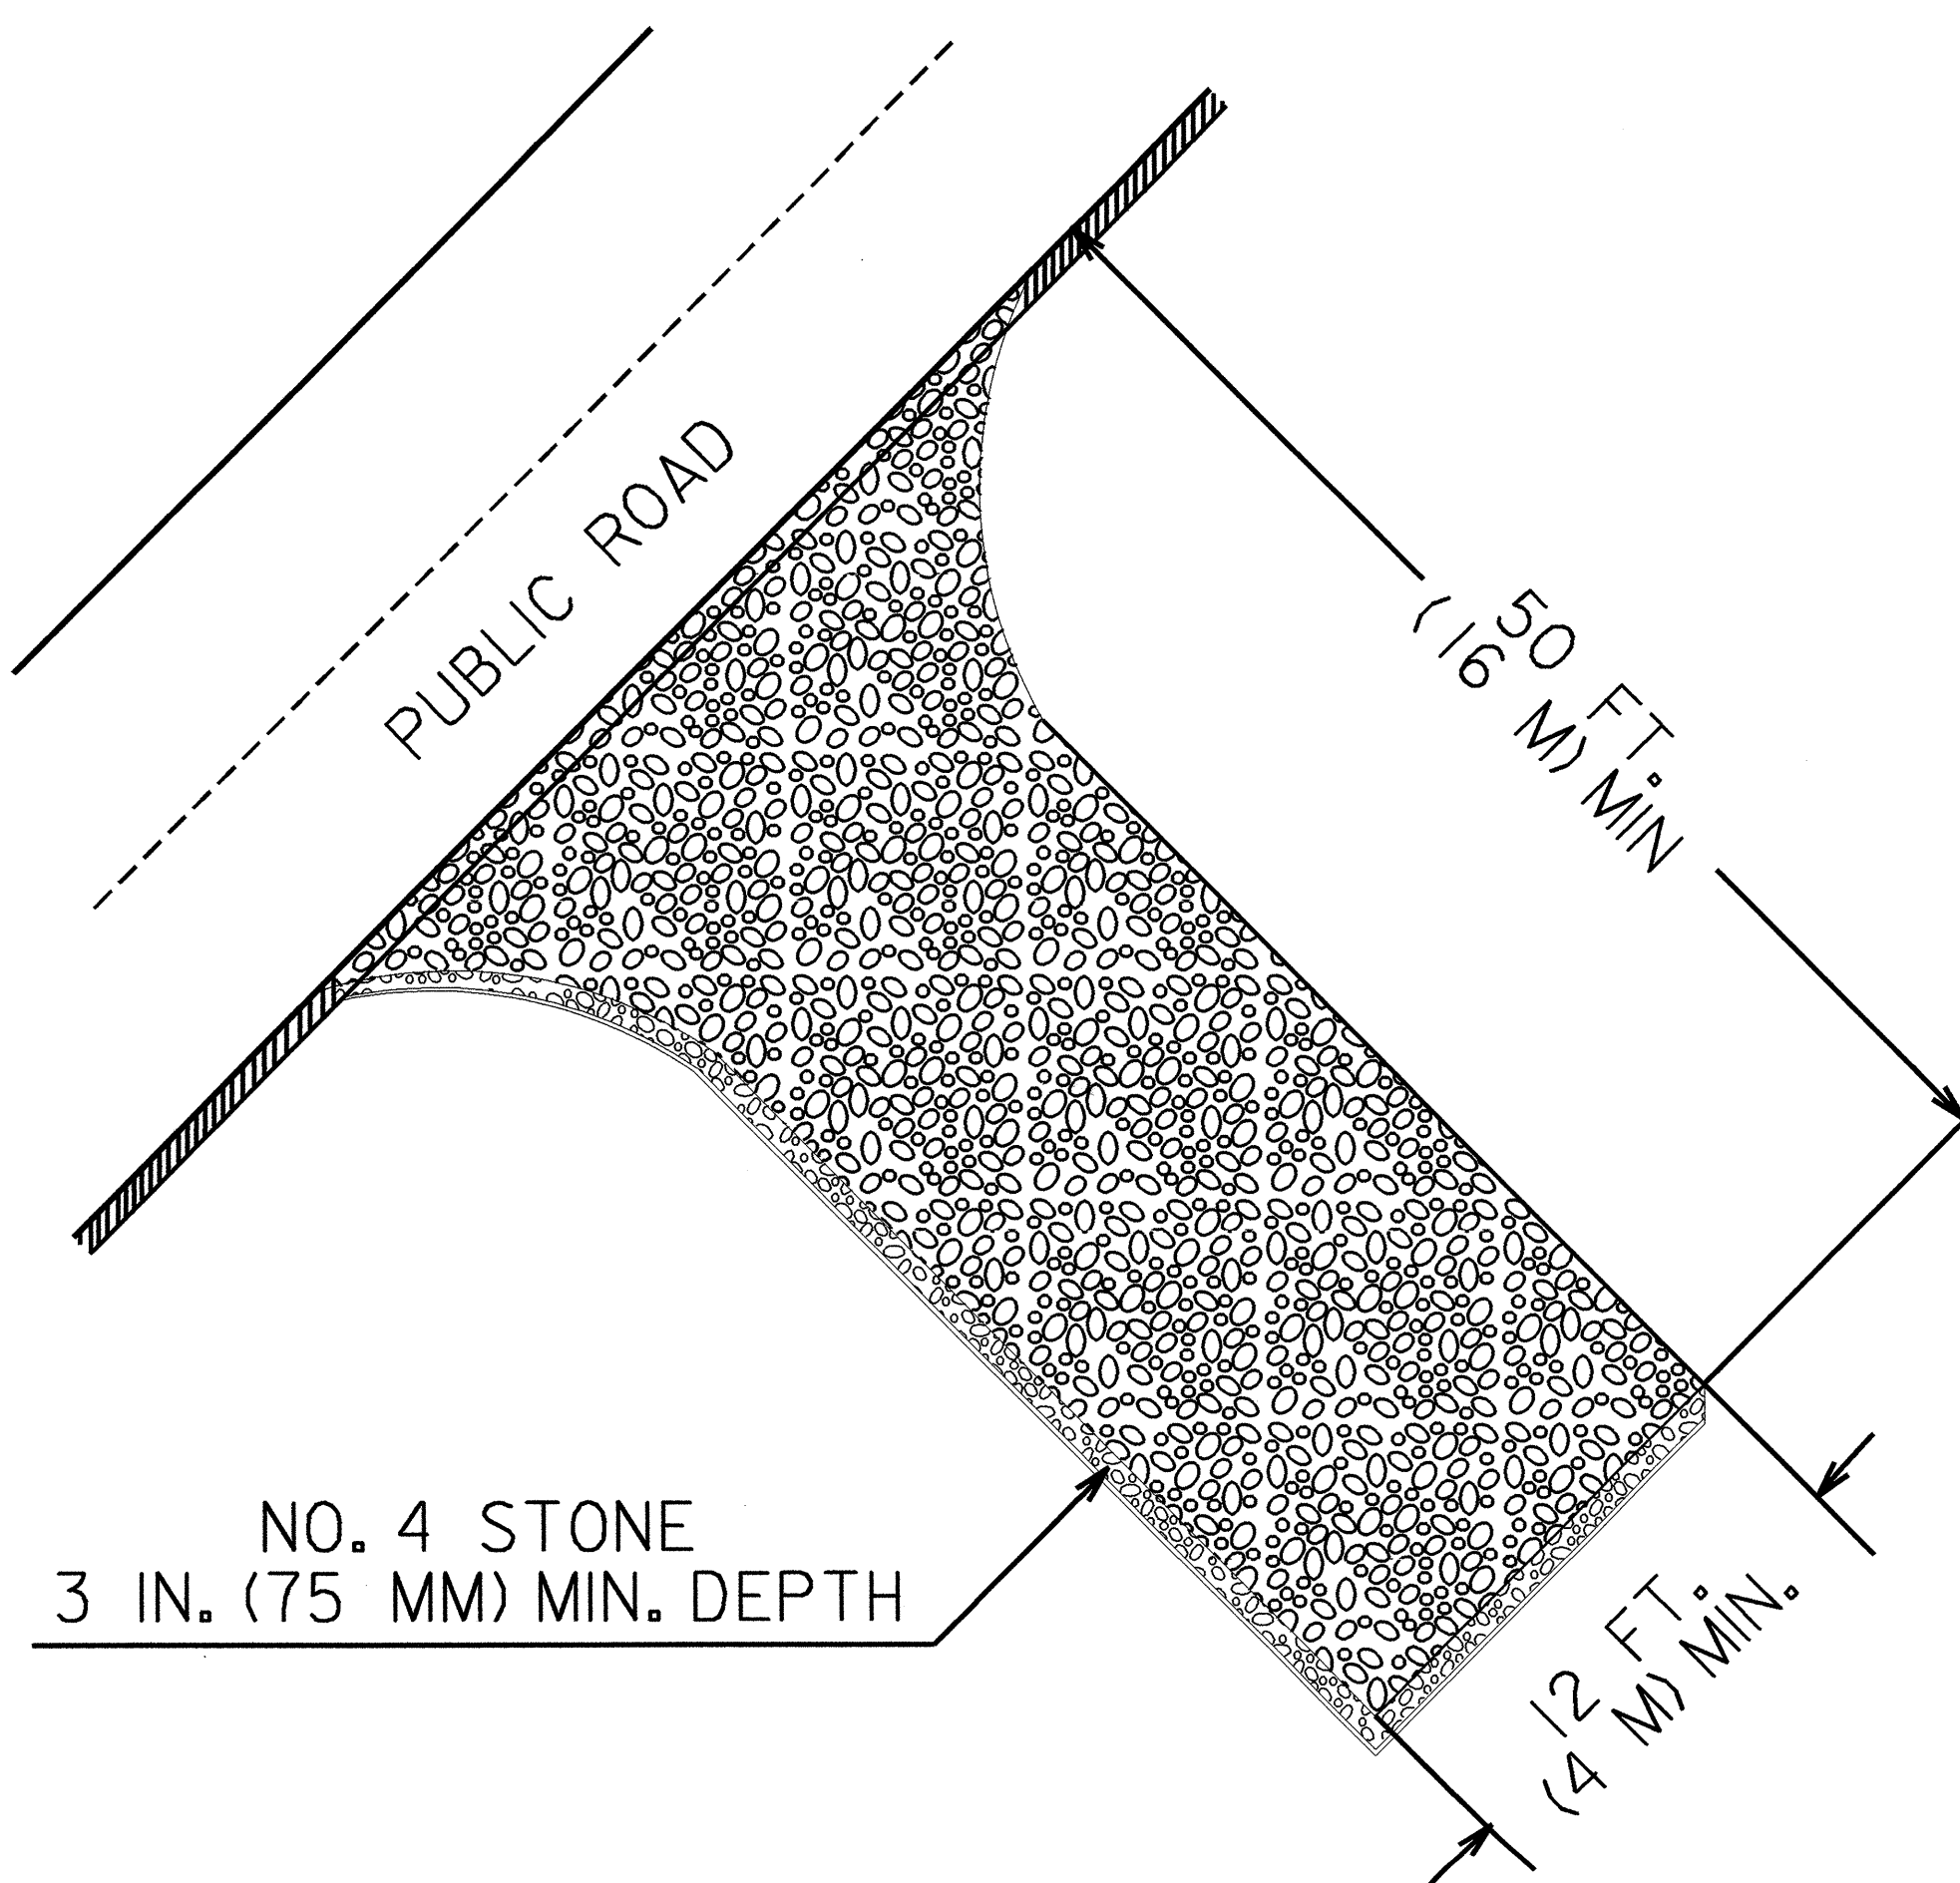 PUBLIC ROAD
50 FT.
(16 M) MIN
NO. 4 STONE
3 IN. (75 MM) MIN. DEPTH
12 FT.
(4 M) MIN.